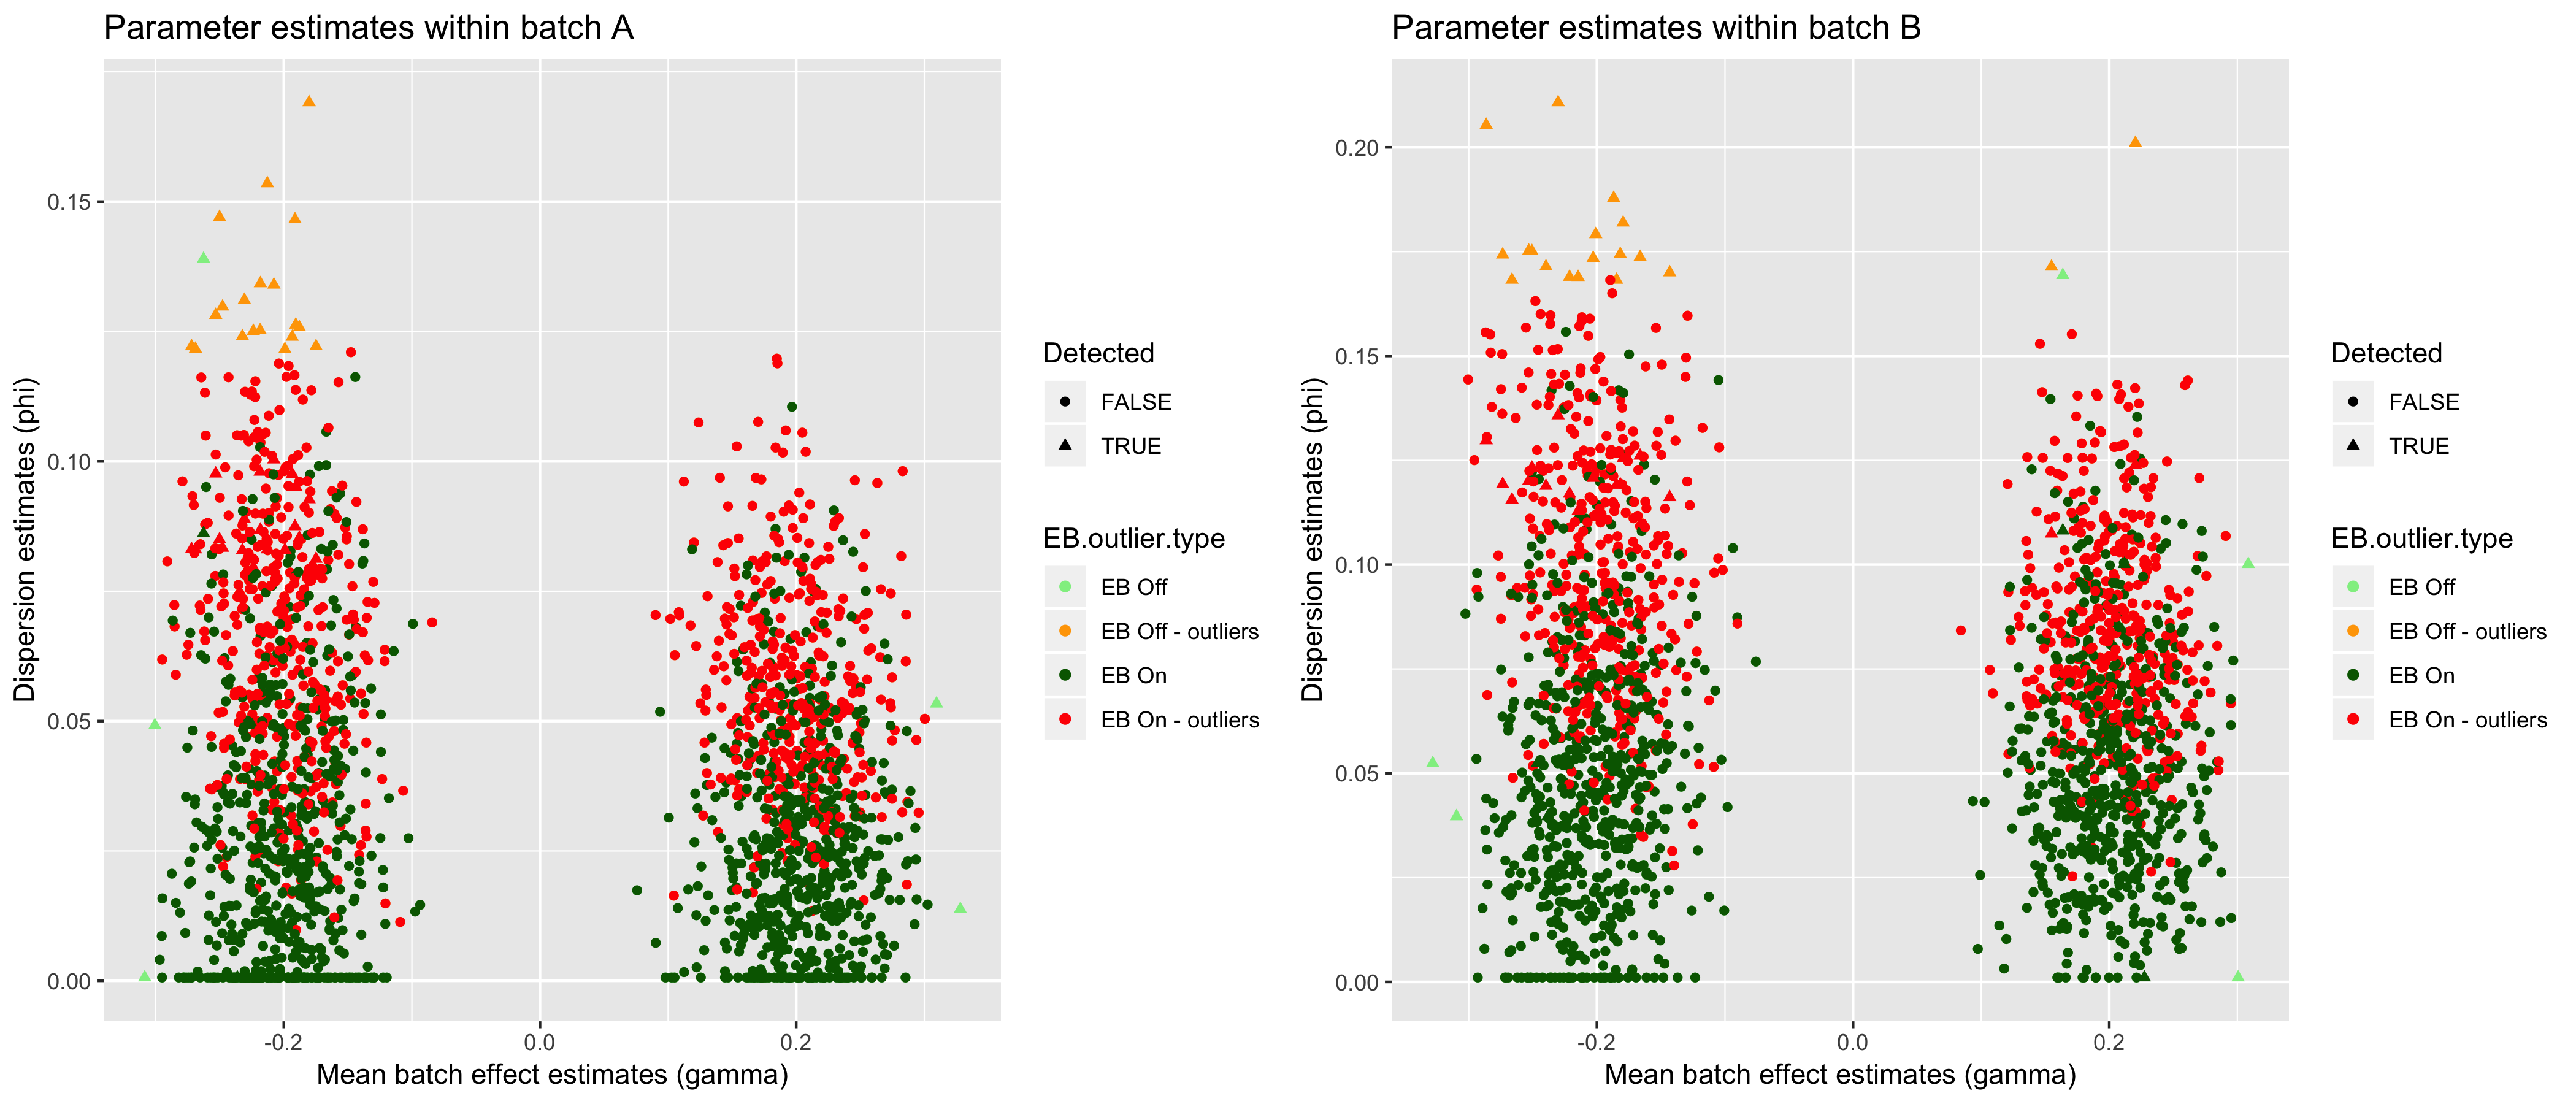 Parameter estimates within batch A
Dispersion estimates (phi)
0.15
0.10
0.05
0.00
-0.2
0.0
0.2
Mean batch effect estimates (gamma)
Detected
FALSE
TRUE
EB.outlier.type
EB Off
EB Off - outliers
EB On
EB On - outliers
Parameter estimates within batch B
Dispersion estimates (phi)
0.20
0.15
0.10
0.05
0.00
-0.2
0.0
0.2
Mean batch effect estimates (gamma)
Detected
FALSE
TRUE
EB.outlier.type
EB Off
EB Off - outliers
EB On
EB On - outliers